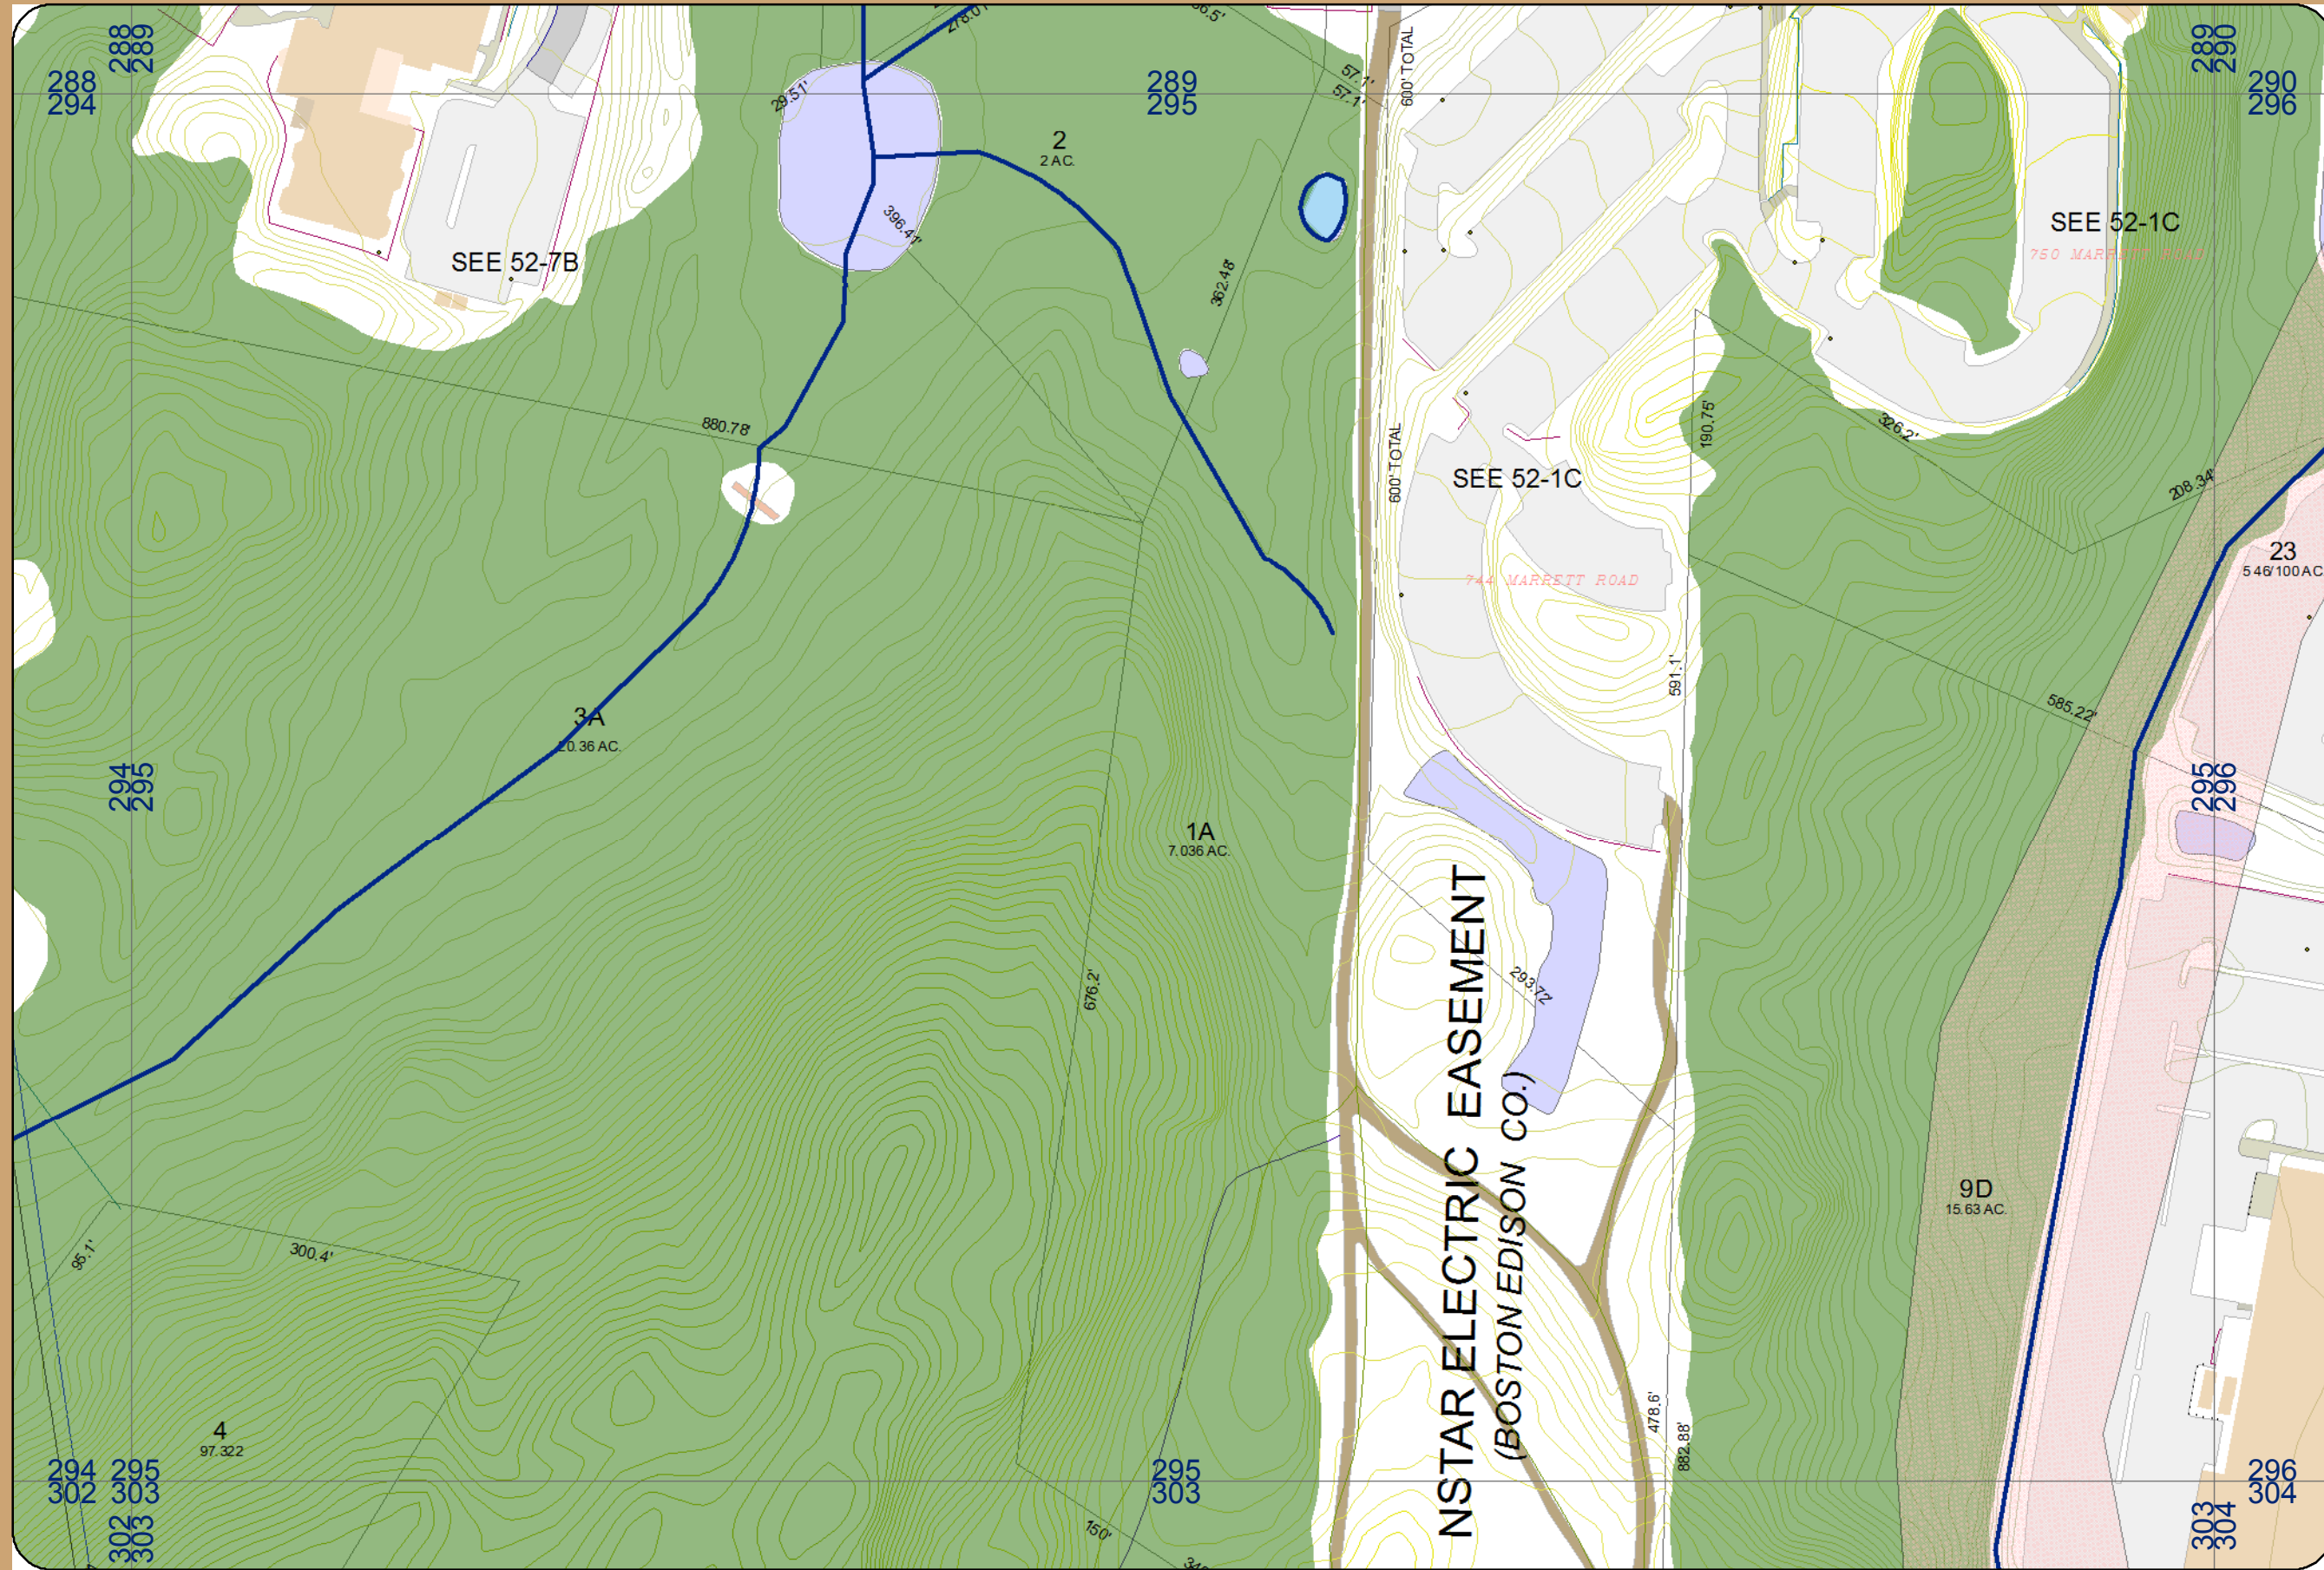 278.01'
288
289
289
290
288
294
289
295
290
296
600' TOTAL
57.1'
57.1'
29.51'
2
2 AC.
396.41'
362.48'
SEE 52-7B
SEE 52-1C
750 MARRETT ROAD
880.78'
600' TOTAL
190.75'
326.2'
SEE 52-1C
208.34'
23
5 46/100 AC
744 MARRETT ROAD
591.1'
585.22'
3A
20.36 AC.
294
295
295
296
1A
7.036 AC.
676.2'
293.72'
NSTAR ELECTRIC EASEMENT
(BOSTON EDISON CO.)
9D
15.63 AC.
95.1'
300.4'
478.6'
882.88'
4
97.322
294
302
295
303
295
303
296
304
302
303
303
304
150'